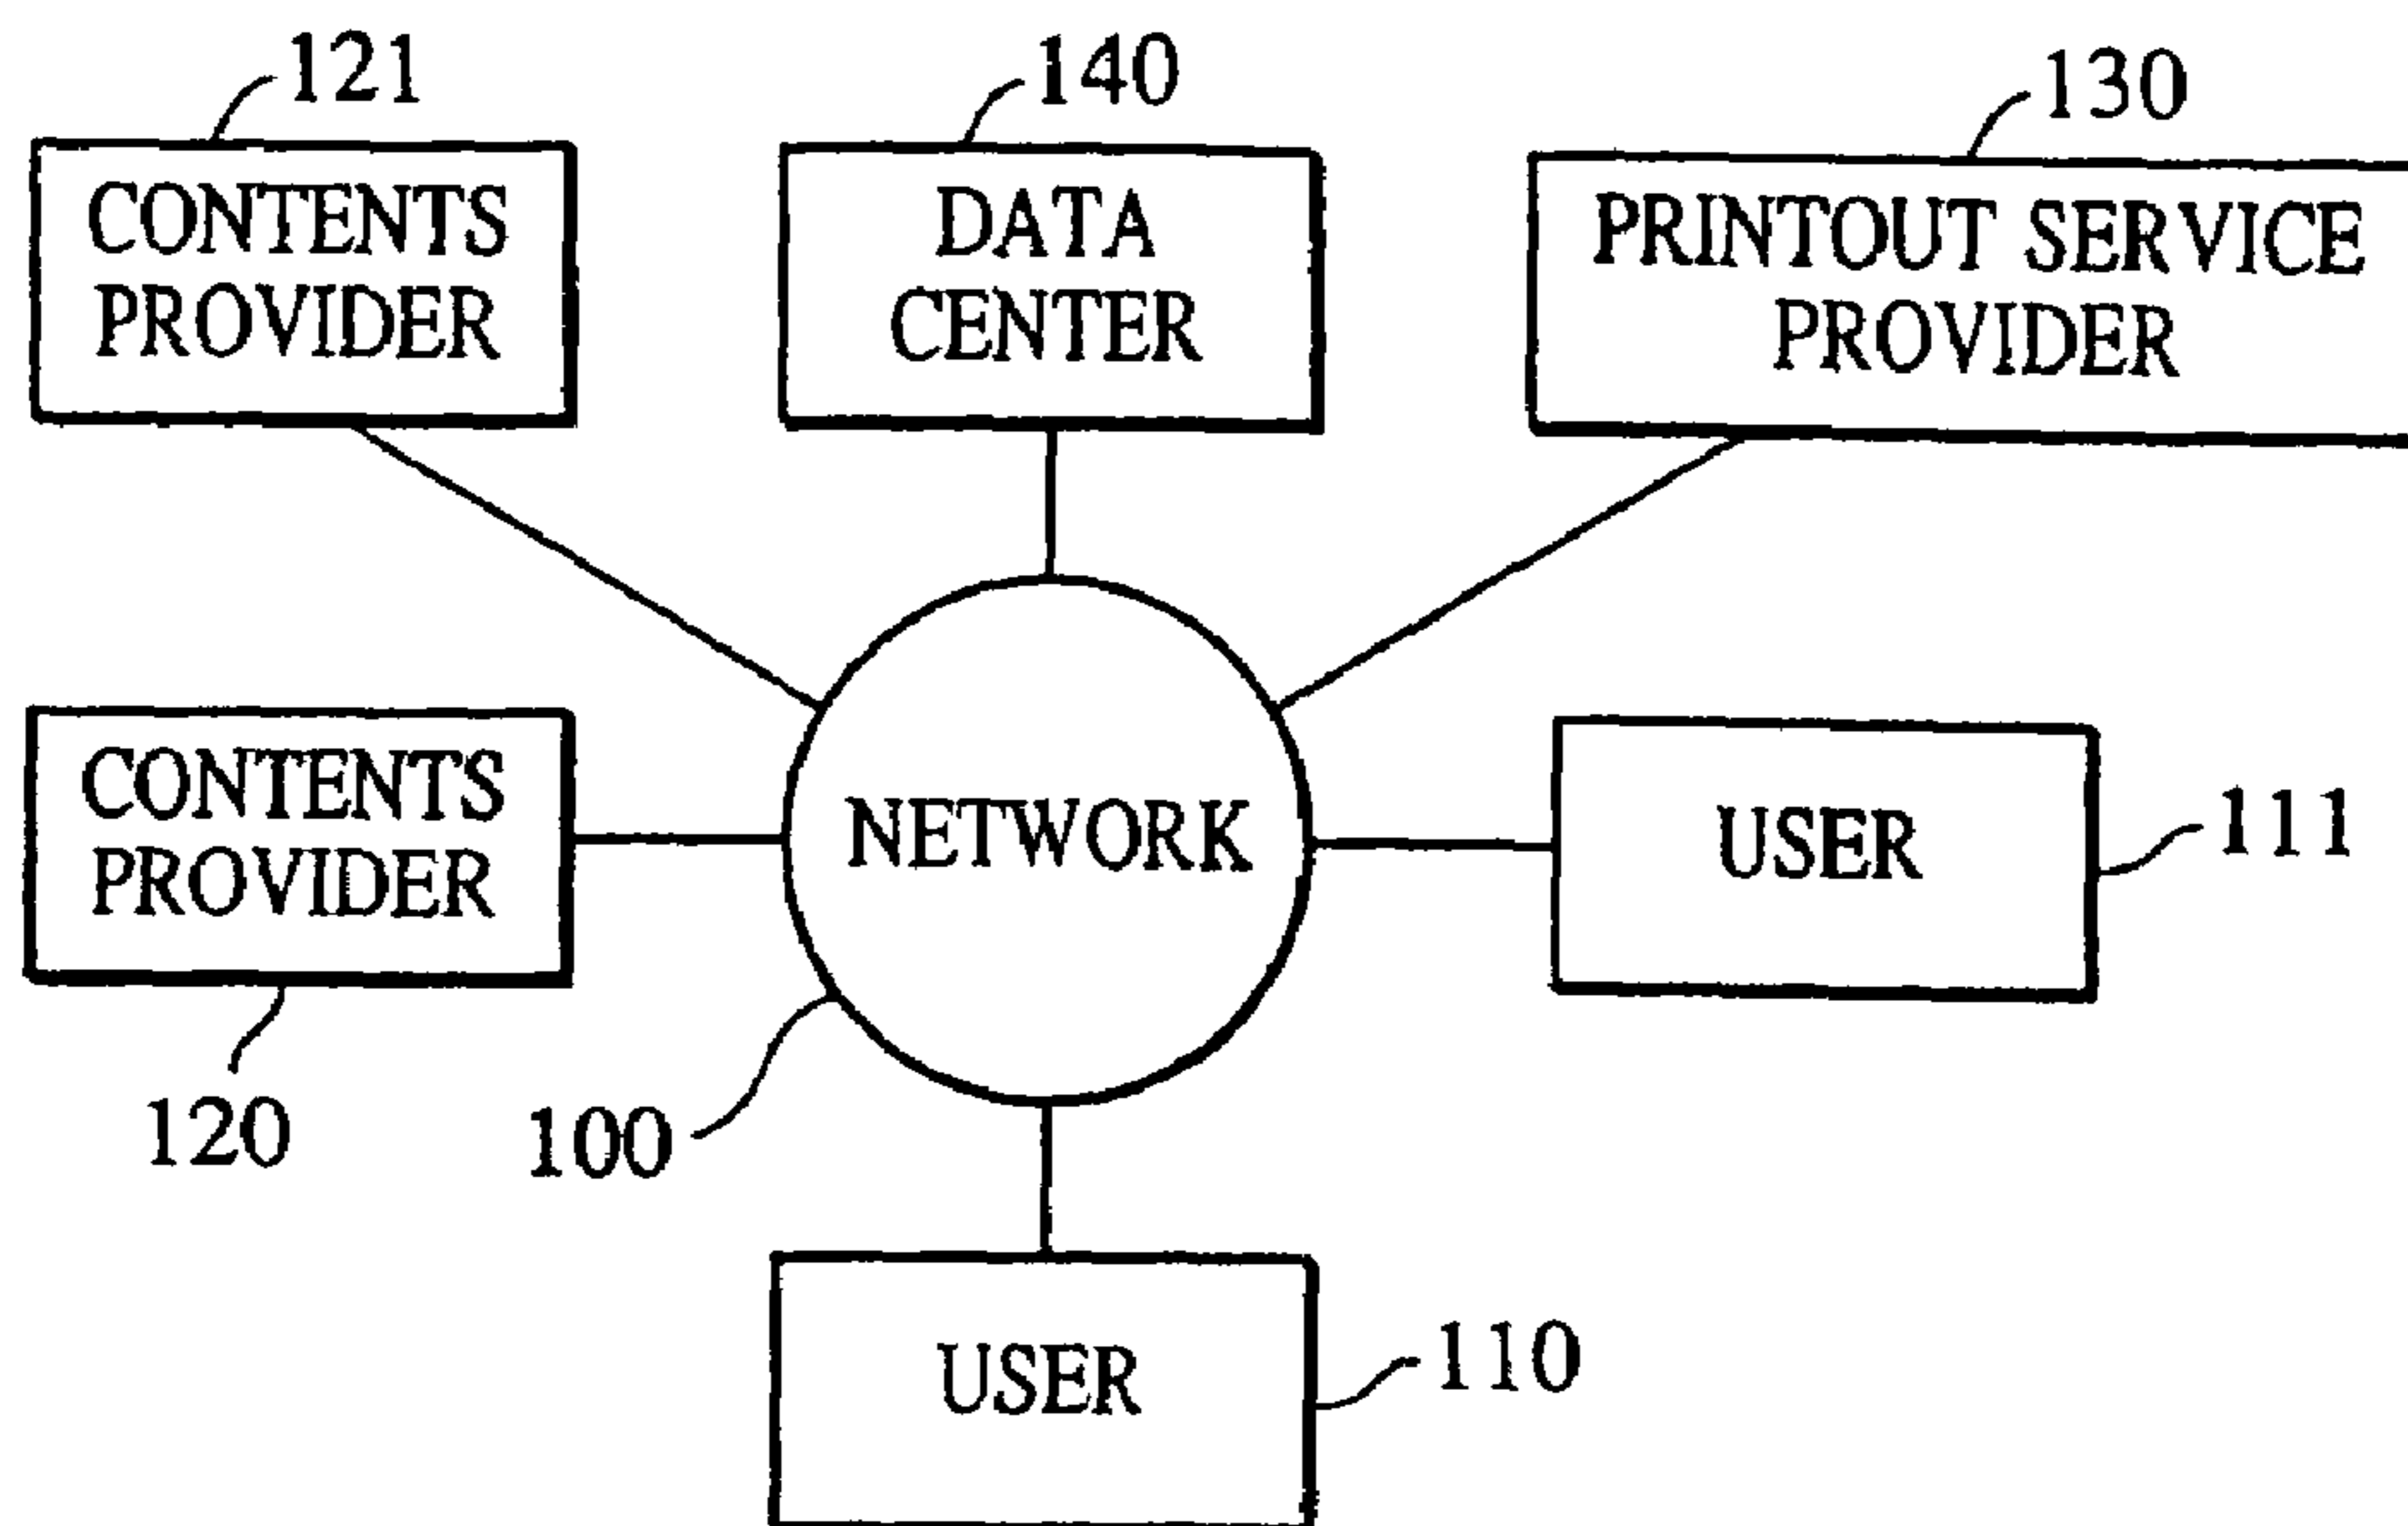 121
140
130
CONTENTS
PROVIDER
DATA
CENTER
PRINTOUT SERVICE
PROVIDER
CONTENTS
PROVIDER
NETWORK
USER
111
120
100
USER
110